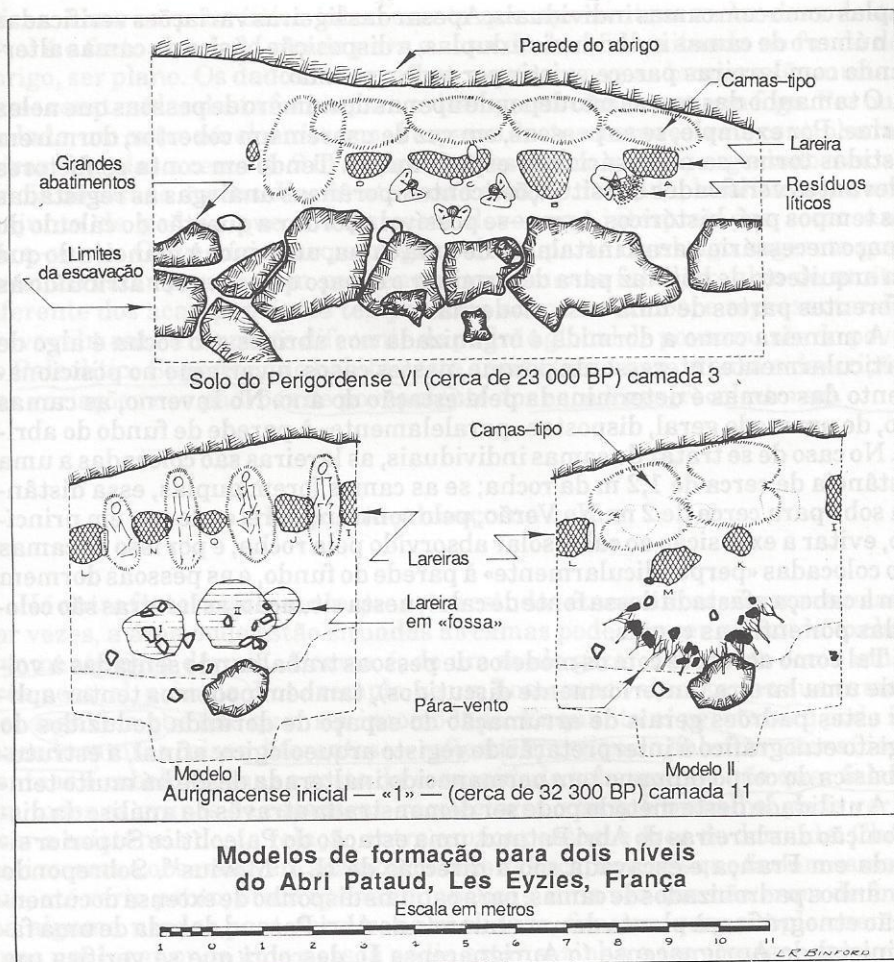 Parede do abrigo
Camas–tipo
Lareira
Grandes
abatimentos
Resíduos
líticos
Limites
da escavação
Solo do Perigordense VI (cerca de 23 000 BP) camada 3
Camas–tipo
Lareiras
Lareira
em «fossa»
Pára–vento
Modelo I
Modelo II
Aurignacense inicial — «1» — (cerca de 32 300 BP) camada 11
Modelos de formação para dois níveis
do Abri Pataud, Les Eyzies, França
Escala em metros
1 0 1 2 3 4 5 6 7 8 9 10 11
L R BINFORD